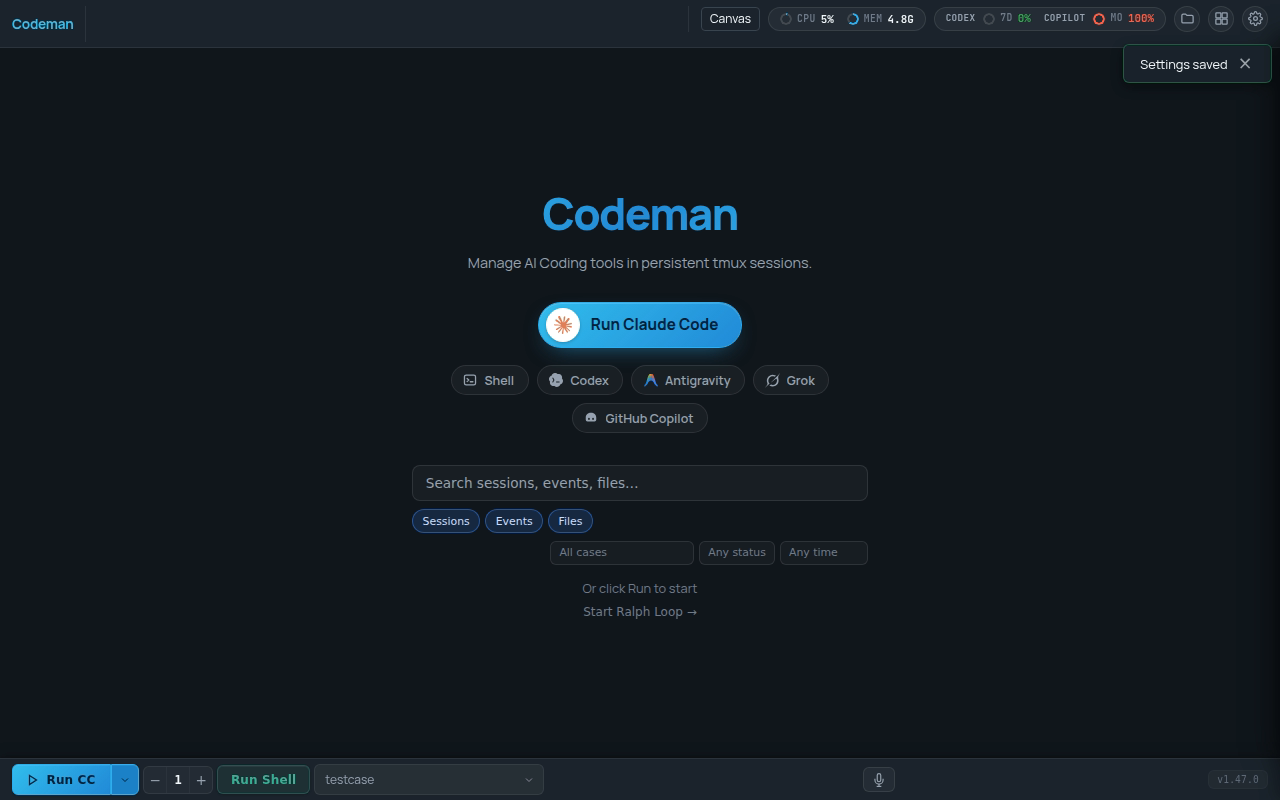 Codeman
Canvas
CPU 5% MEM 4.8G
CODEX 7D 0% COPILOT MO 100%
Settings saved
Codeman
Manage AI Coding tools in persistent tmux sessions.
Run Claude Code
Shell
Codex
Antigravity
Grok
GitHub Copilot
Search sessions, events, files...
Sessions
Events
Files
All cases
Any status
Any time
Or click Run to start
Start Ralph Loop →
Run CC
− 1 +
Run Shell
testcase
v1.47.0